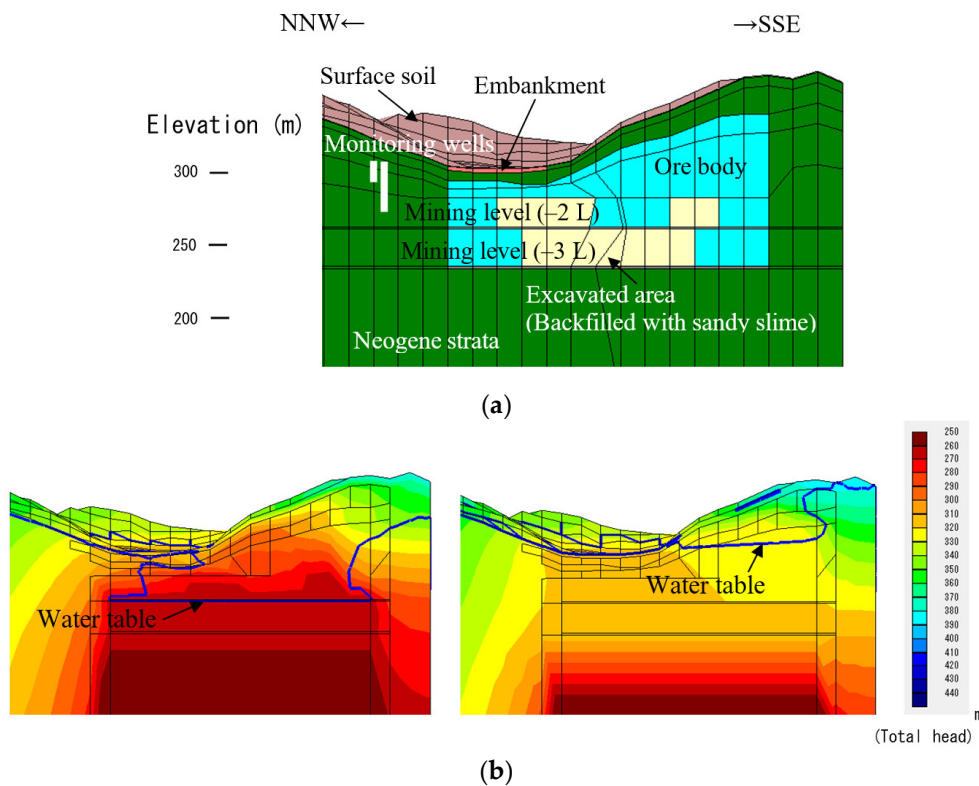 NNW← →SSE
Surface soil
Embankment
Elevation (m)
Monitoring wells
Ore body
300
Mining level (–2 L)
250
Mining level (–3 L)
Excavated area
(Backfilled with sandy slime)
200
Neogene strata
(a)
250
260
270
280
290
300
310
320
330
340
350
360
370
380
390
400
410
420
430
440
m
(Total head)
Water table
Water table
(b)